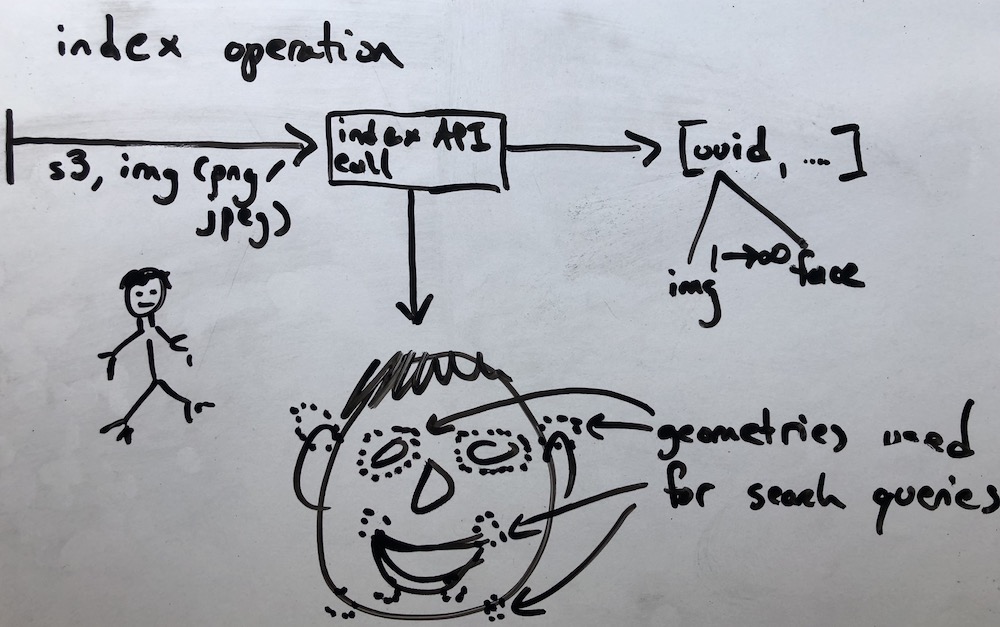 index operation
s3, img (png/
jpeg)
index API
call
[uuid, ....]
img 1→∞ face
geometries used
for search queries